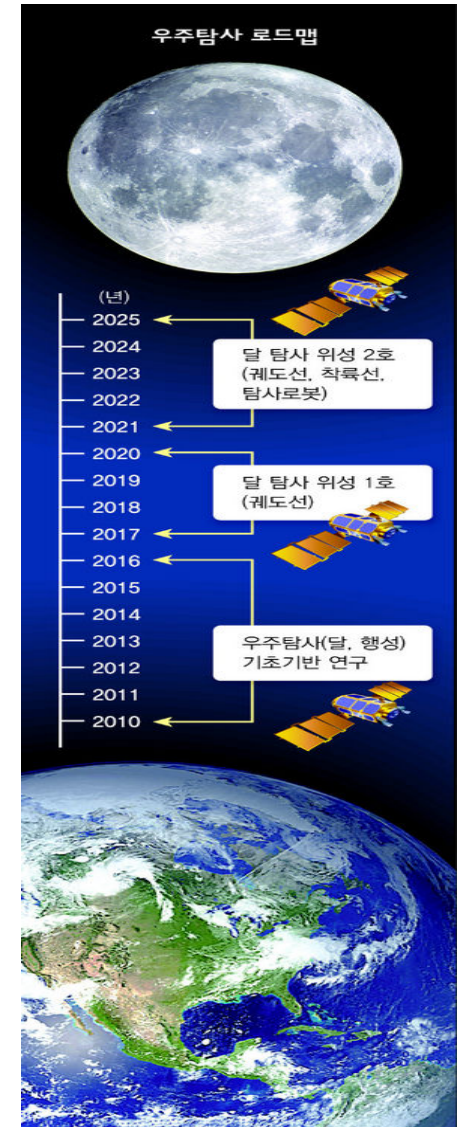 우주탐사 로드맵
(년)
2025
2024
달 탐사 위성 2호
(궤도선, 착륙선,
탐사로봇)
2023
2022
2021
2020
2019
달 탐사 위성 1호
(궤도선)
2018
2017
2016
2015
2014
2013
우주탐사(달, 행성)
기초기반 연구
2012
2011
2010